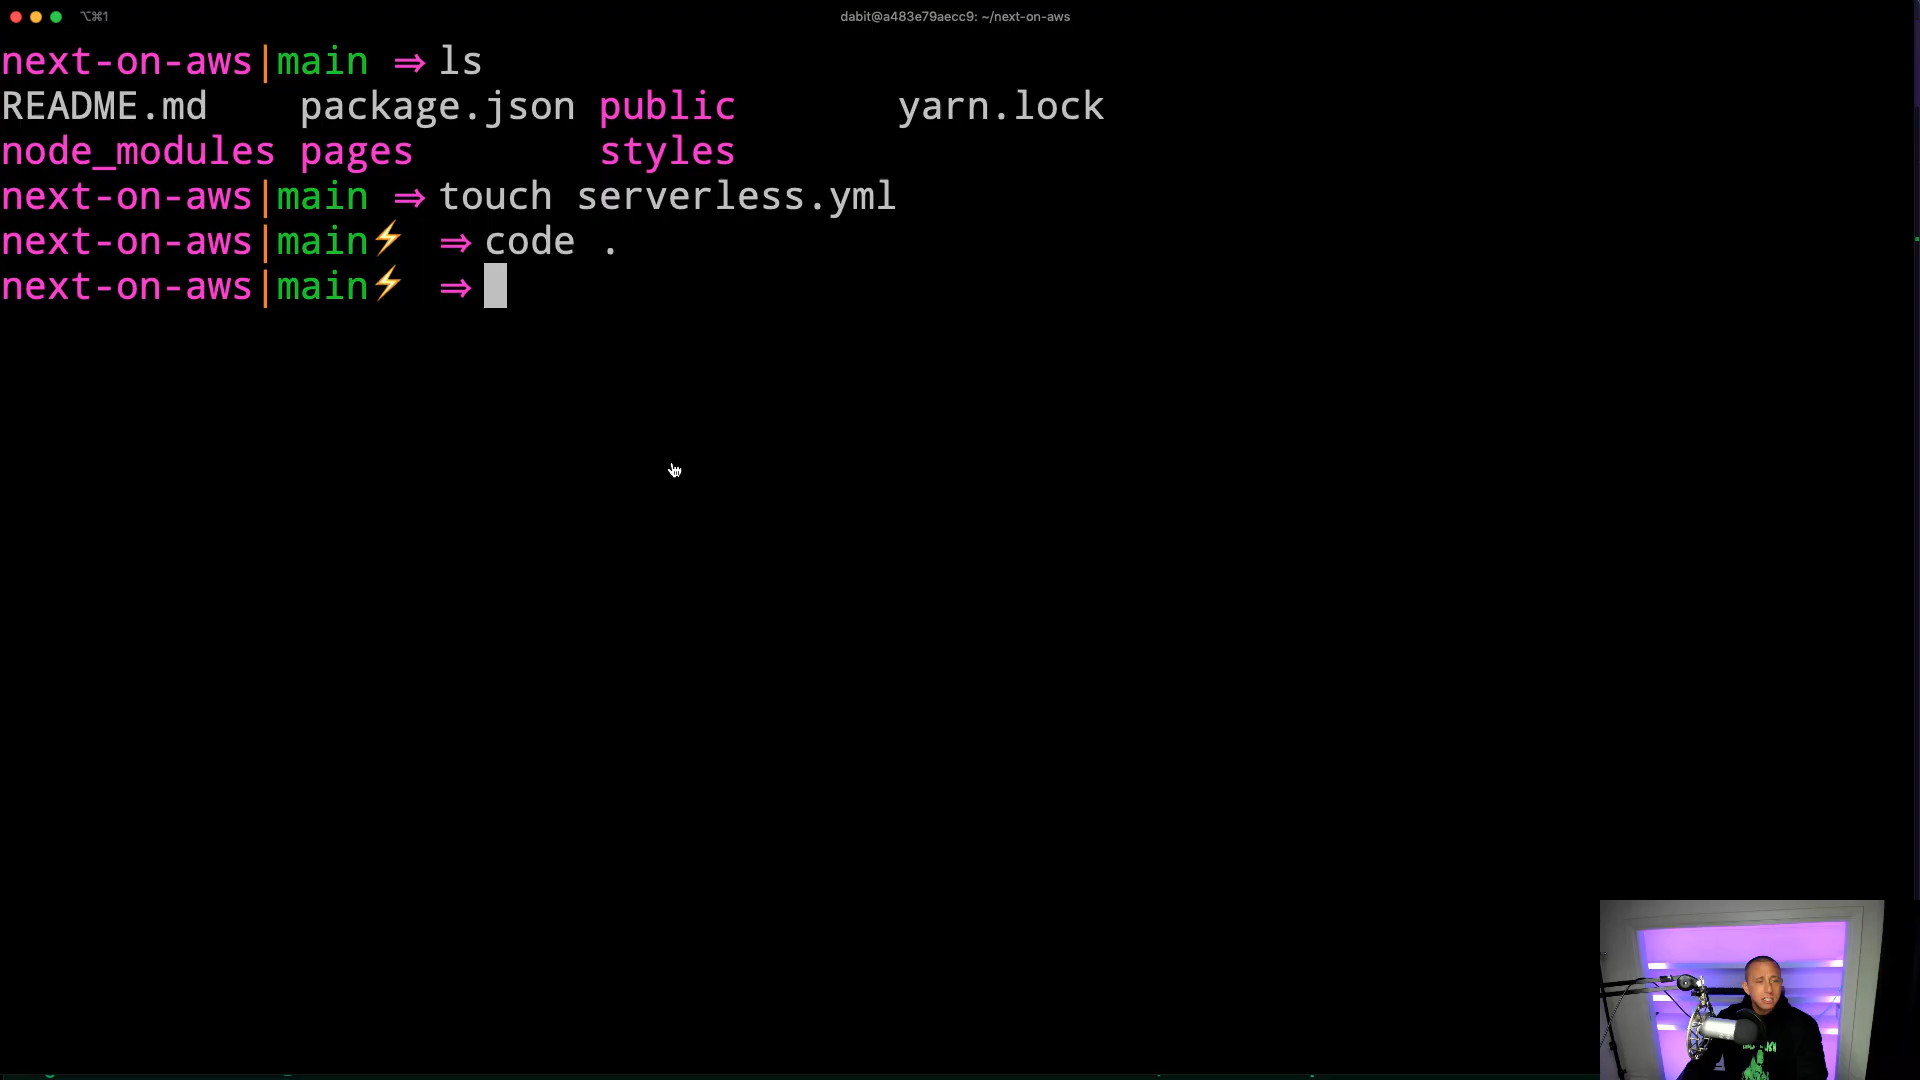 ⌥⌘1
dabit@a483e79aecc9: ~/next-on-aws
next-on-aws|main ⇒ ls
README.md package.json public yarn.lock
node_modules pages styles
next-on-aws|main ⇒ touch serverless.yml
next-on-aws|main⚡ ⇒ code .
next-on-aws|main⚡ ⇒